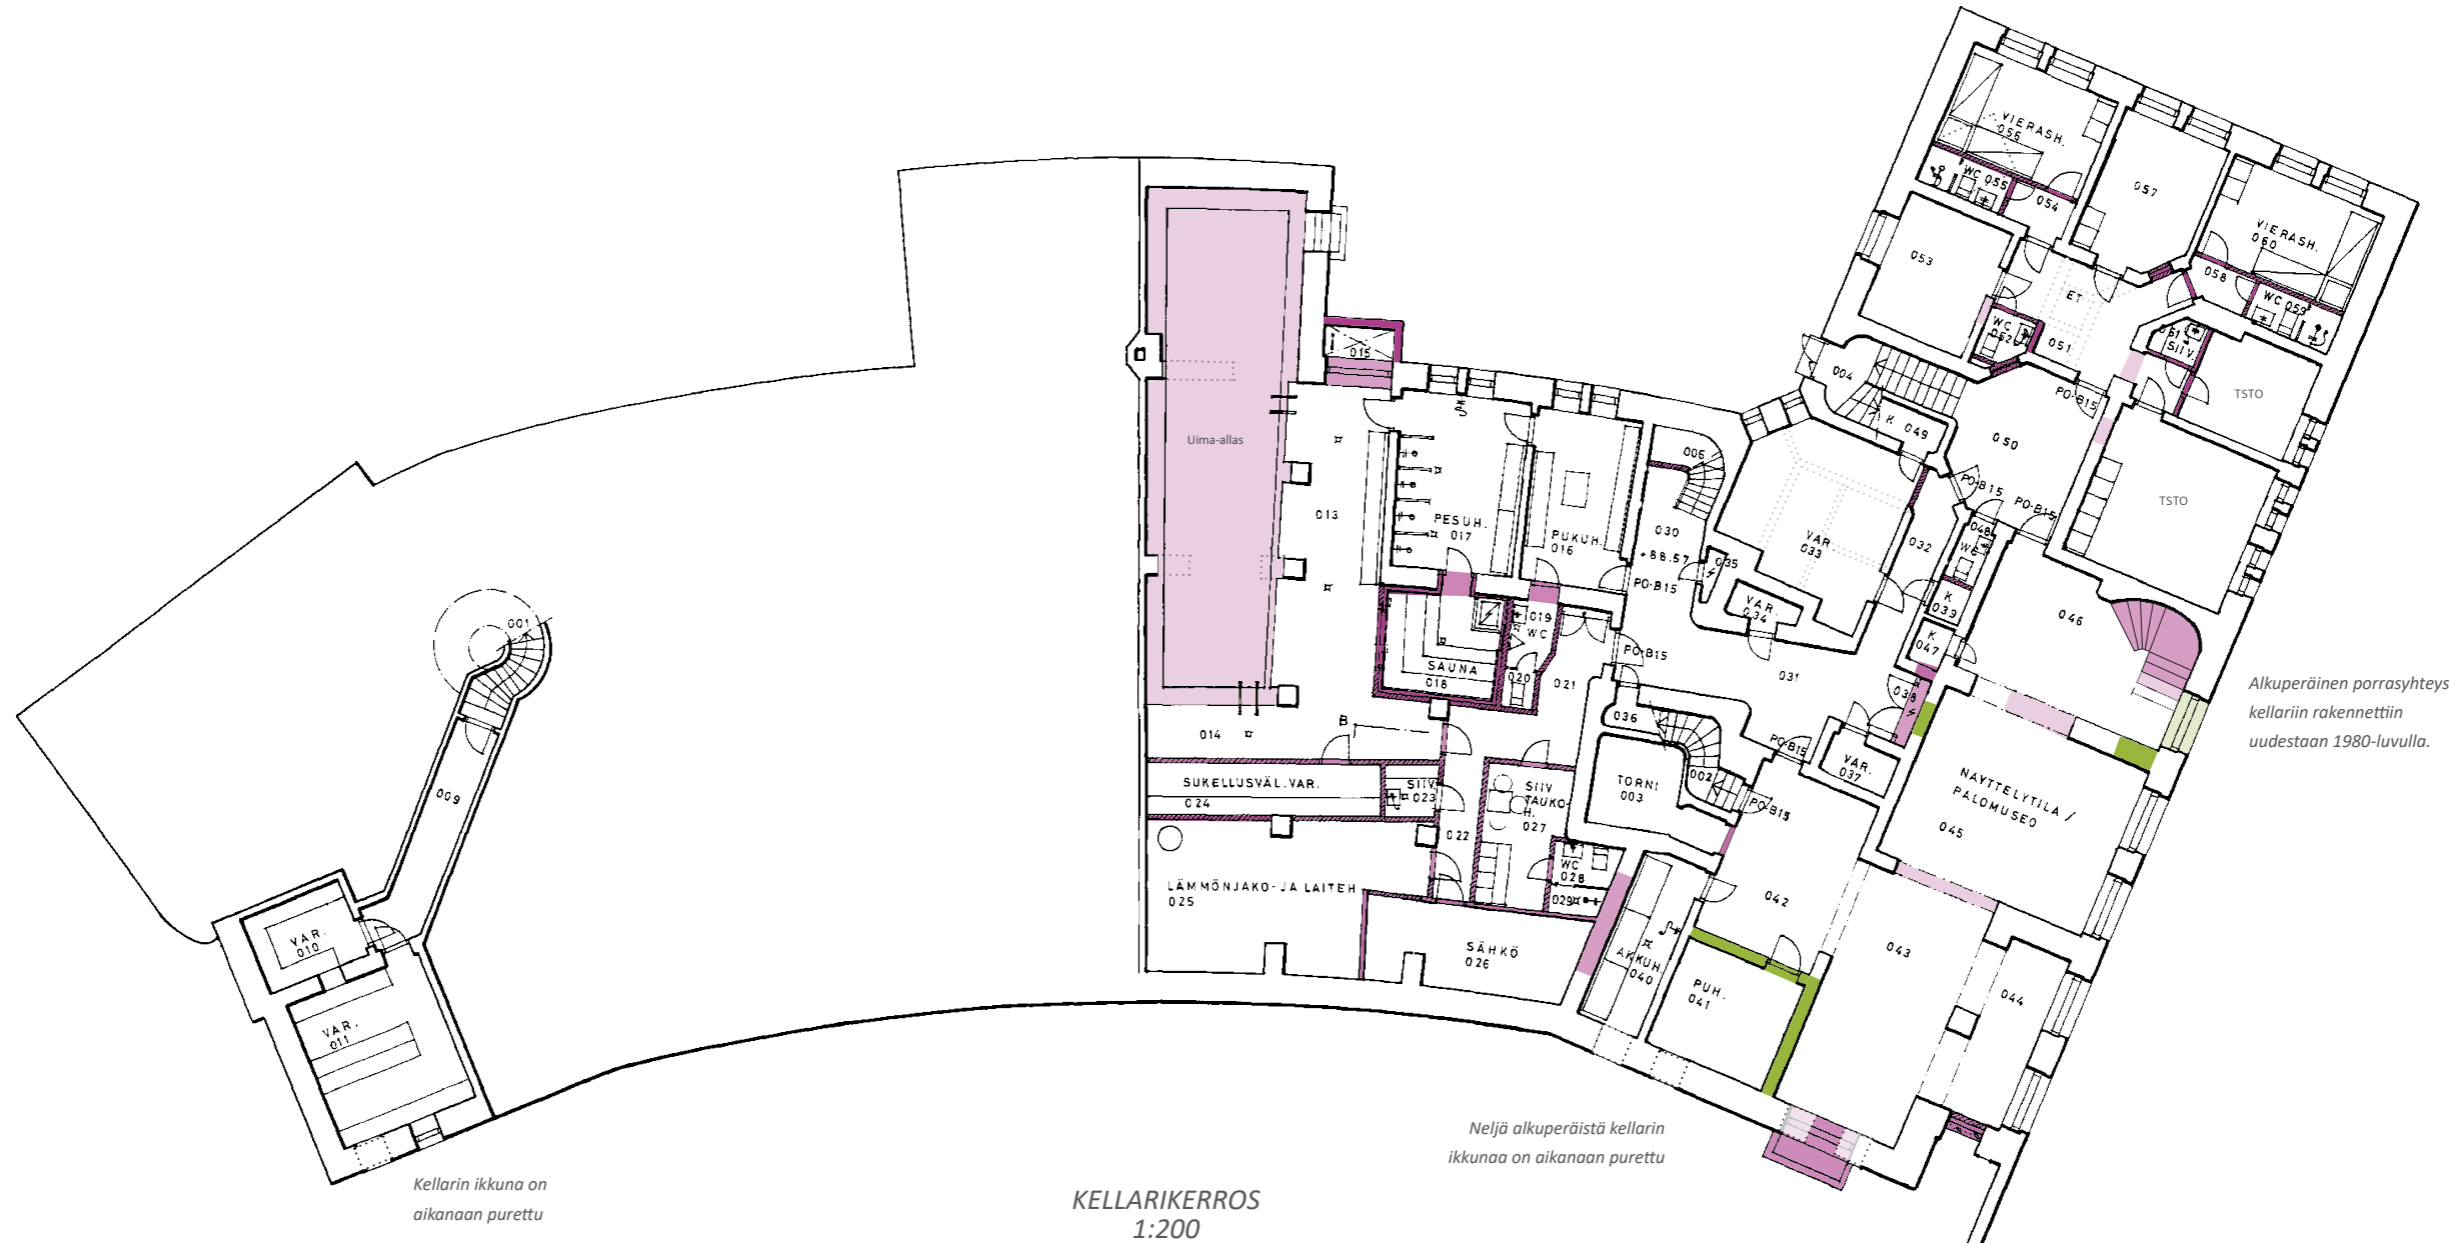 VIERASH.
056
WC 055
054
057
VIERASH.
060
058
WC 059
053
ET
WC
052
051
061
SIIV.
TSTO
TSTO
004
K 049
050
PO-B15
PO-B15
PO-B15
015
Uima-allas
013
PESUH.
017
PUKUH.
016
006
030
+88.57
PO-B15
035
VAR.
033
032
048
WC
K
039
K
047
046
VAR.
034
031
038
019
WC
020
021
SAUNA
018
PO-B15
036
002
PO-B15
VAR.
037
PO-B15
TORNI
003
014
B
SUKELLUSVÄL.VAR.
024
SIIV.
023
022
SIIV
TAUKO-
H.
027
WC
028
029
LÄMMÖNJAKO- JA LAITEH
025
SÄHKÖ
026
AKKUH.
040
PUH.
041
042
043
044
NÄYTTELYTILA /
PALOMUSEO
045
001
009
VAR.
010
VAR.
011
Alkuperäinen porrasyhteys
kellariin rakennettiin
uudestaan 1980-luvulla.
Neljä alkuperäistä kellarin
ikkunaa on aikanaan purettu
Kellarin ikkuna on
aikanaan purettu
KELLARIKERROS
1:200